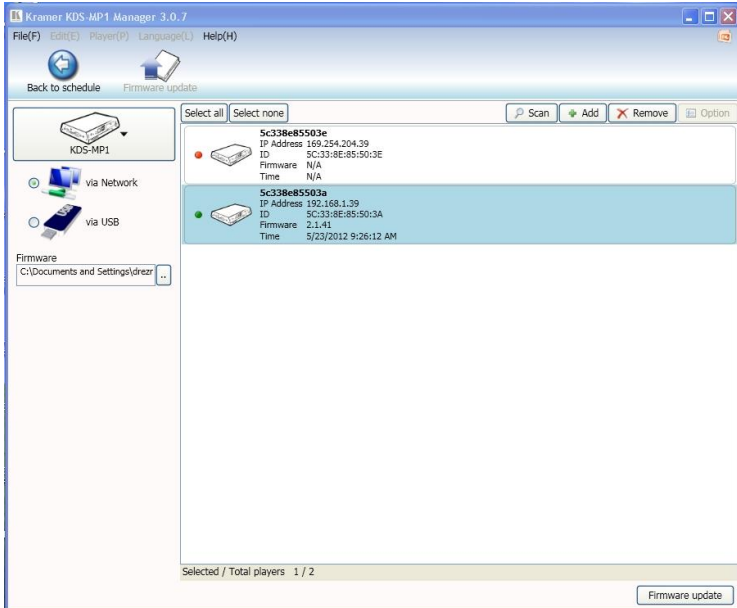 Kramer KDS-MP1 Manager 3.0.7
File(F) Edit(E) Player(P) Language(L) Help(H)
Back to schedule Firmware update
Select all Select none Scan Add Remove Option
KDS-MP1
via Network
via USB
Firmware
C:\Documents and Settings\drezr ..
5c338e85503e
IP Address 169.254.204.39
ID 5C:33:8E:85:50:3E
Firmware N/A
Time N/A
5c338e85503a
IP Address 192.168.1.39
ID 5C:33:8E:85:50:3A
Firmware 2.1.41
Time 5/23/2012 9:26:12 AM
Selected / Total players 1 / 2
Firmware update